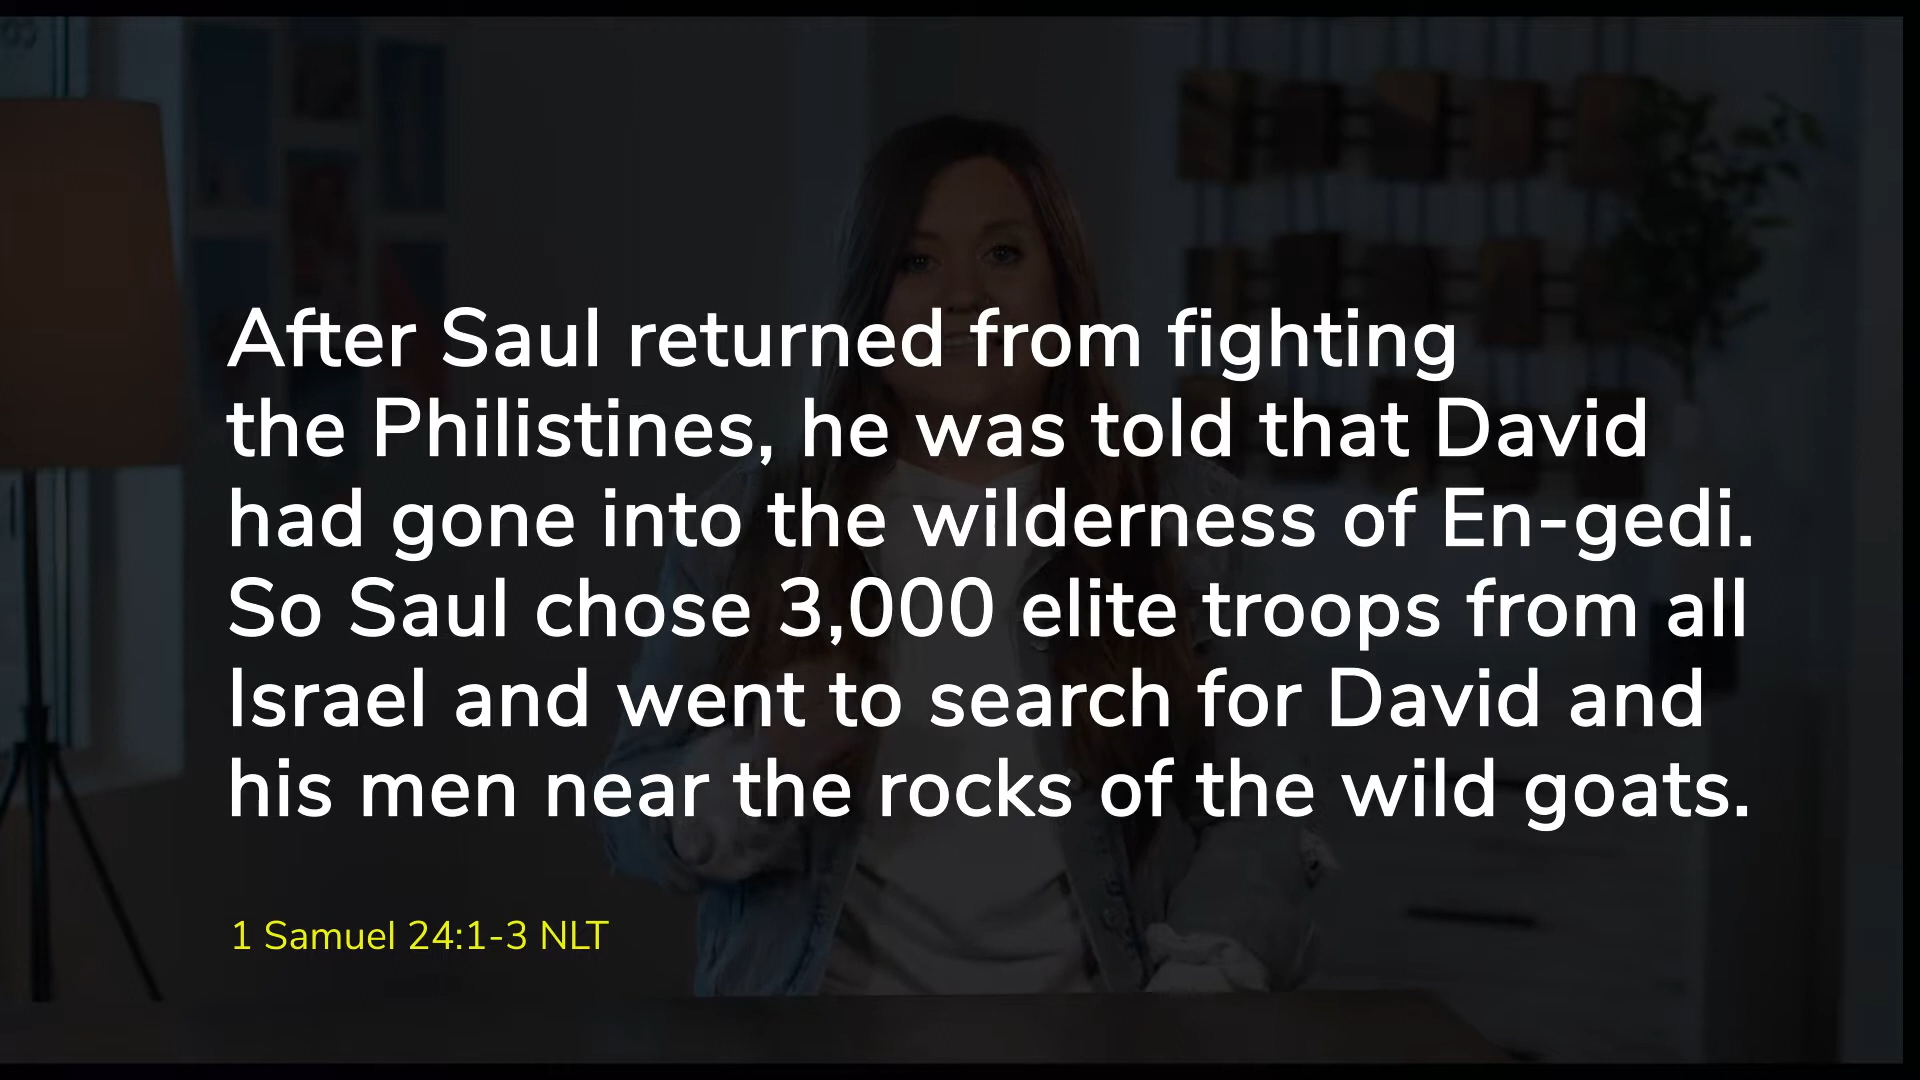 After Saul returned from fighting
the Philistines, he was told that David
had gone into the wilderness of En-gedi.
So Saul chose 3,000 elite troops from all
Israel and went to search for David and
his men near the rocks of the wild goats.
1 Samuel 24:1-3 NLT